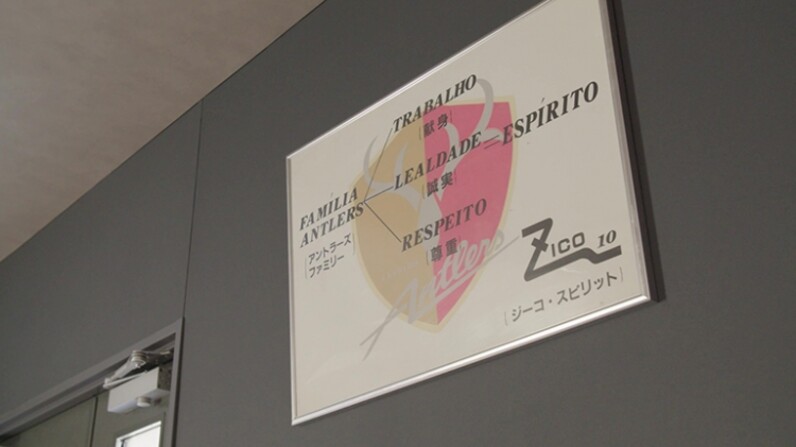 TRABALHO
[献身]
FAMÍLIA
ANTLERS
[アントラーズ
ファミリー]
LEALDADE = ESPÍRITO
[誠実]
RESPEITO
[尊重]
Antlers
ZICO 10
[ジーコ・スピリット]